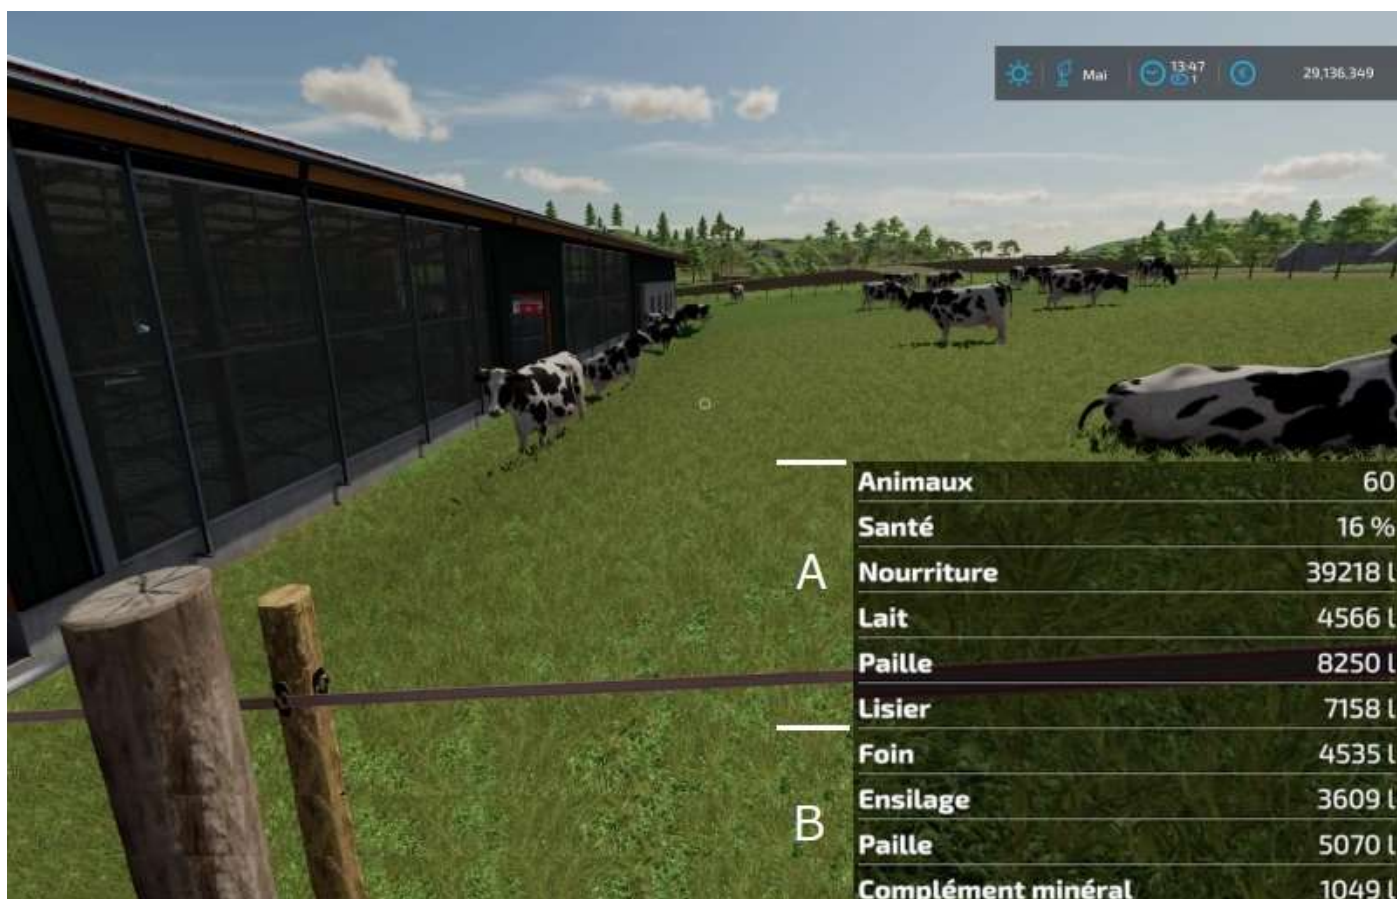 Mai
13:47
1
29,136,349
Animaux 60
Santé 16 %
A
Nourriture 39218 l
Lait 4566 l
Paille 8250 l
Lisier 7158 l
Foin 4535 l
Ensilage 3609 l
B
Paille 5070 l
Complément minéral 1049 l